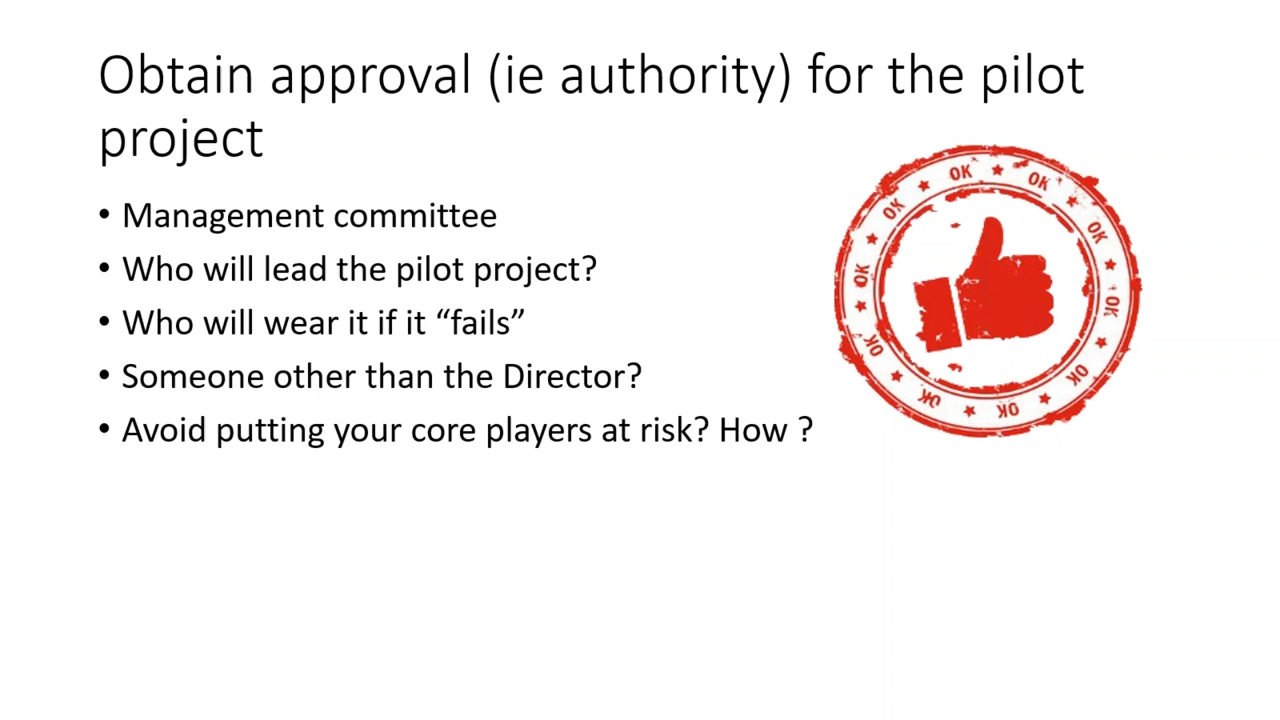 Obtain approval (ie authority) for the pilot
project
• Management committee
• Who will lead the pilot project?
• Who will wear it if it “fails”
• Someone other than the Director?
• Avoid putting your core players at risk? How ?
OK OK OK OK OK OK OK OK OK OK